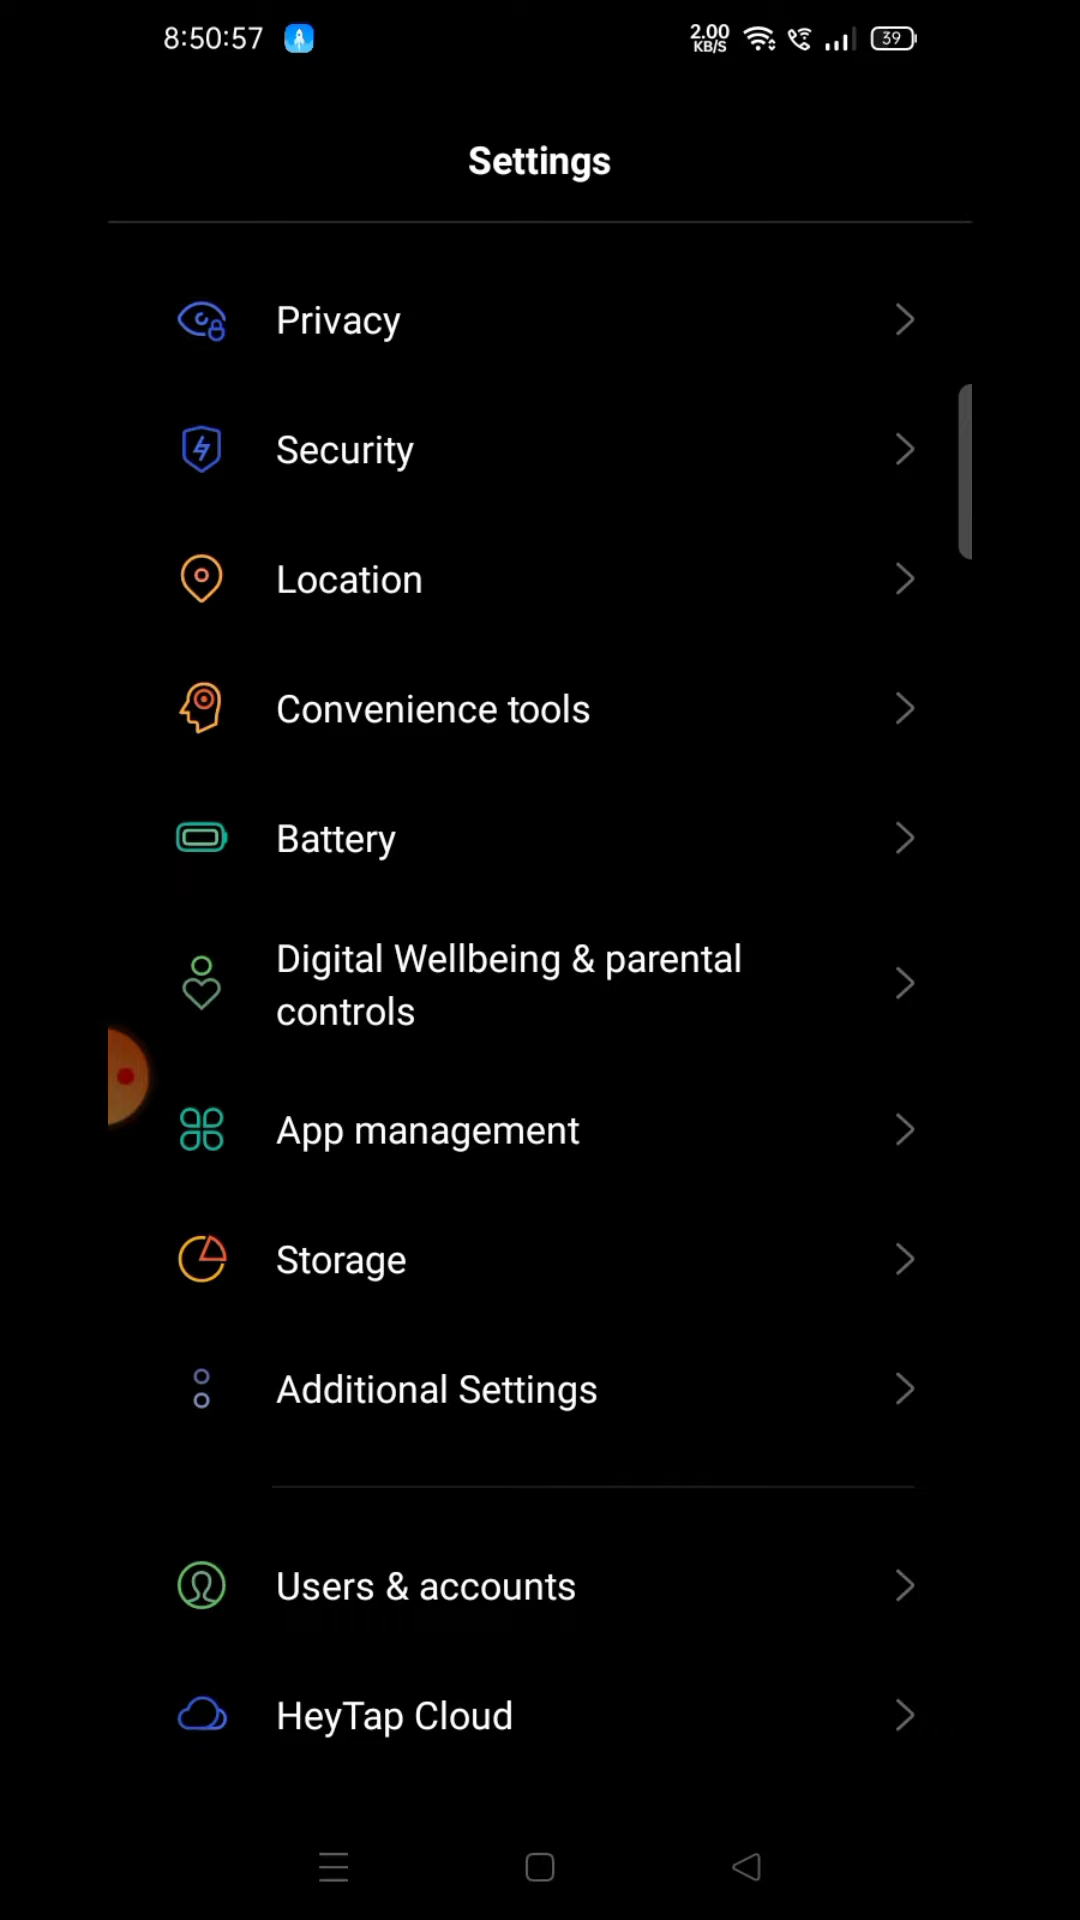 8:50:57
2.00
KB/S
39
Settings
Privacy
Security
Location
Convenience tools
Battery
Digital Wellbeing & parental
controls
App management
Storage
Additional Settings
Users & accounts
HeyTap Cloud